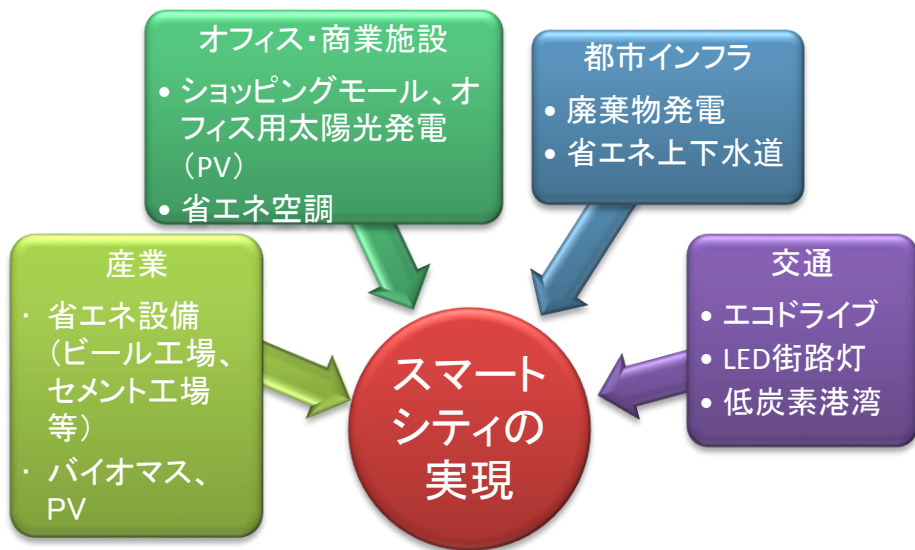 オフィス・商業施設
• ショッピングモール、オ
フィス用太陽光発電
（PV）
• 省エネ空調
都市インフラ
• 廃棄物発電
• 省エネ上下水道
産業
・ 省エネ設備
（ビール工場、
セメント工場
等）
・ バイオマス、
PV
交通
• エコドライブ
• LED街路灯
• 低炭素港湾
スマート
シティの
実現